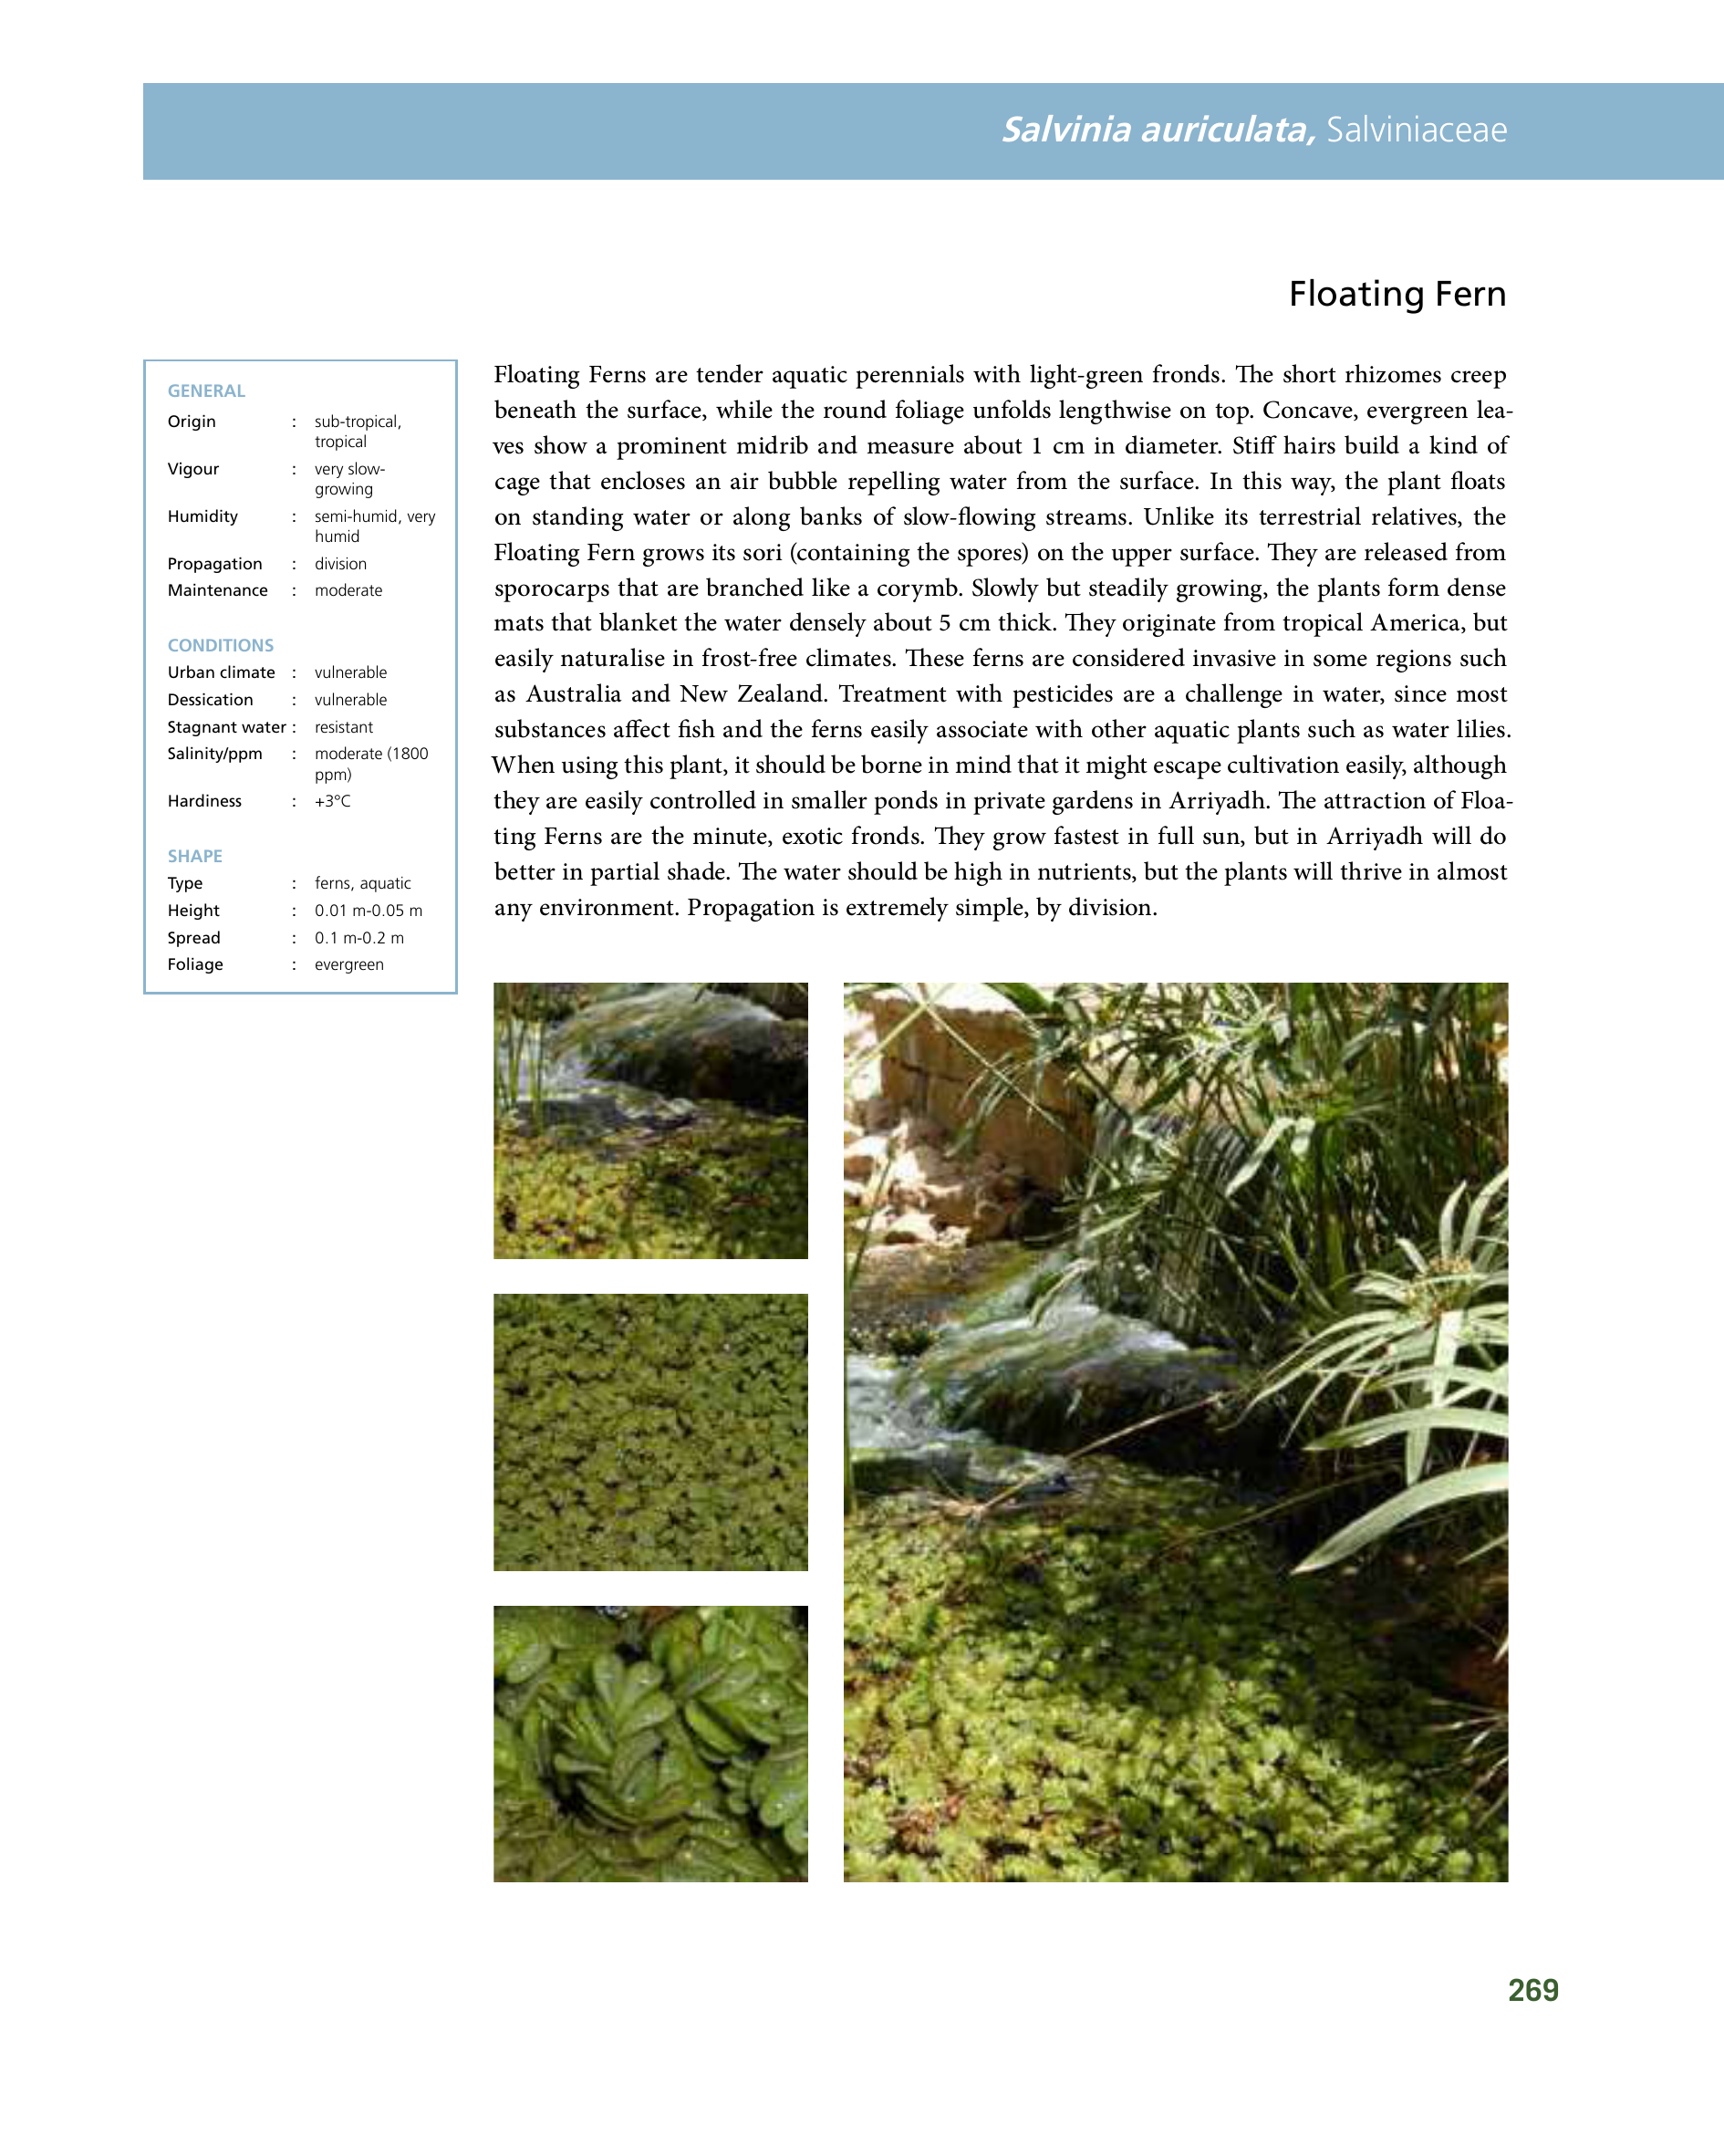 Salvinia auriculata, Salviniaceae
Floating Fern
GENERAL
Origin : sub-tropical,
tropical
Vigour : very slow-
growing
Humidity : semi-humid, very
humid
Propagation : division
Maintenance : moderate
CONDITIONS
Urban climate : vulnerable
Dessication : vulnerable
Stagnant water : resistant
Salinity/ppm : moderate (1800
ppm)
Hardiness : +3°C
SHAPE
Type : ferns, aquatic
Height : 0.01 m-0.05 m
Spread : 0.1 m-0.2 m
Foliage : evergreen
Floating Ferns are tender aquatic perennials with light-green fronds. The short rhizomes creep
beneath the surface, while the round foliage unfolds lengthwise on top. Concave, evergreen lea-
ves show a prominent midrib and measure about 1 cm in diameter. Stiff hairs build a kind of
cage that encloses an air bubble repelling water from the surface. In this way, the plant floats
on standing water or along banks of slow-flowing streams. Unlike its terrestrial relatives, the
Floating Fern grows its sori (containing the spores) on the upper surface. They are released from
sporocarps that are branched like a corymb. Slowly but steadily growing, the plants form dense
mats that blanket the water densely about 5 cm thick. They originate from tropical America, but
easily naturalise in frost-free climates. These ferns are considered invasive in some regions such
as Australia and New Zealand. Treatment with pesticides are a challenge in water, since most
substances affect fish and the ferns easily associate with other aquatic plants such as water lilies.
When using this plant, it should be borne in mind that it might escape cultivation easily, although
they are easily controlled in smaller ponds in private gardens in Arriyadh. The attraction of Floa-
ting Ferns are the minute, exotic fronds. They grow fastest in full sun, but in Arriyadh will do
better in partial shade. The water should be high in nutrients, but the plants will thrive in almost
any environment. Propagation is extremely simple, by division.
269